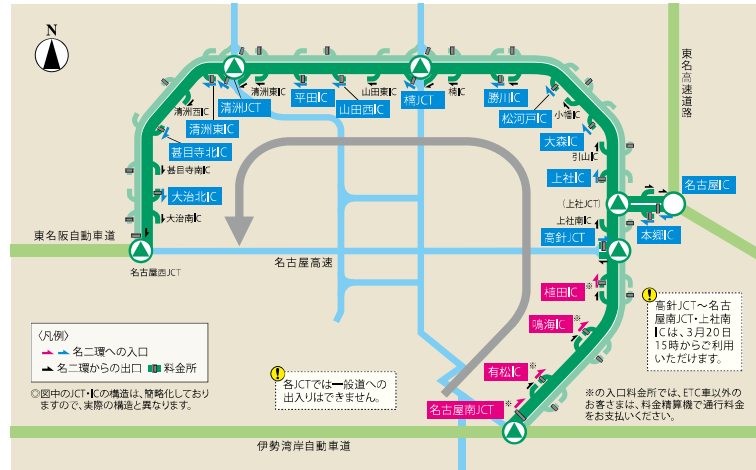 N
清洲西IC
清洲東IC
清洲JCT
清洲東IC
平田IC
山田西IC
山田東IC
楠JCT
楠IC
勝川IC
松河戸IC
小幡IC
大森IC
引山IC
上社IC
(上社JCT)
上社南IC
高針JCT
名古屋IC
本郷IC
東名高速道路
甚目寺北IC
甚目寺南IC
大治北IC
大治南IC
東名阪自動車道
名古屋西JCT
名古屋高速
植田IC
※
鳴海IC
※
有松IC
※
名古屋南JCT
※
高針JCT～名古
屋南JCT・上社南
ICは、3月20日
15時からご利用
いただけます。
〈凡例〉
名二環への入口
名二環からの出口
料金所
◎図中のJCT・ICの構造は、簡略化しており
ますので、実際の構造と異なります。
各JCTでは一般道への
出入りはできません。
※の入口料金所では、ETC車以外の
お客さまは、料金精算機で通行料金
をお支払いください。
伊勢湾岸自動車道